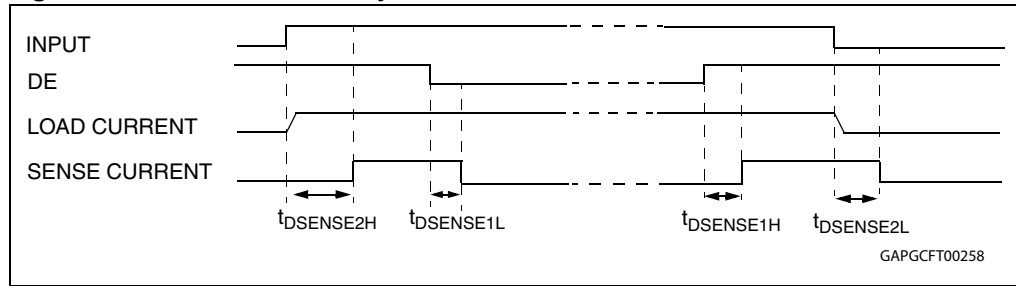 INPUT
DE
LOAD CURRENT
SENSE CURRENT
tDSENSE2H tDSENSE1L tDSENSE1H tDSENSE2L
GAPGCFT00258